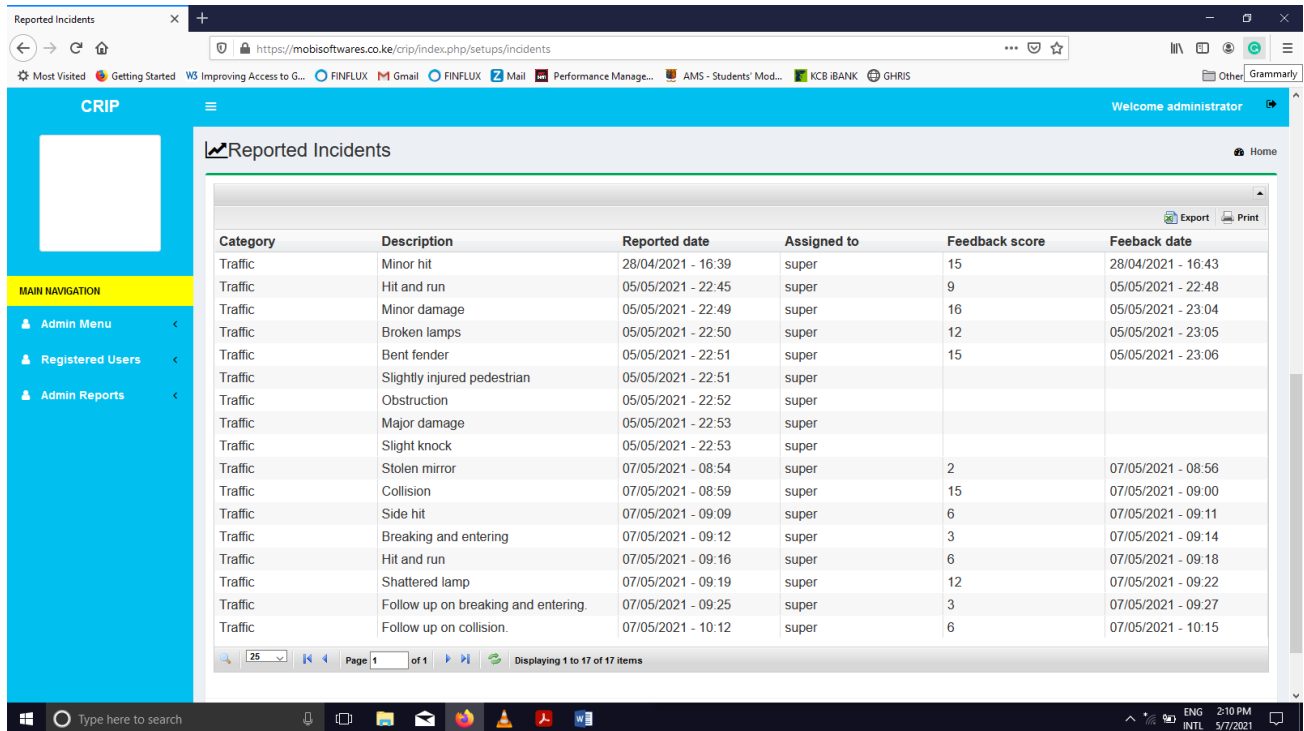 Reported Incidents
https://mobisoftwares.co.ke/crip/index.php/setups/incidents
Most Visited Getting Started W3 Improving Access to G... FINFLUX Gmail FINFLUX Mail Performance Manage... AMS - Students' Mod... KCB iBANK GHRIS Other
Grammarly
CRIP
Welcome administrator
Reported Incidents
Home
Export Print
Category Description Reported date Assigned to Feedback score Feeback date
Traffic Minor hit 28/04/2021 - 16:39 super 15 28/04/2021 - 16:43
Traffic Hit and run 05/05/2021 - 22:45 super 9 05/05/2021 - 22:48
Traffic Minor damage 05/05/2021 - 22:49 super 16 05/05/2021 - 23:04
Traffic Broken lamps 05/05/2021 - 22:50 super 12 05/05/2021 - 23:05
Traffic Bent fender 05/05/2021 - 22:51 super 15 05/05/2021 - 23:06
Traffic Slightly injured pedestrian 05/05/2021 - 22:51 super
Traffic Obstruction 05/05/2021 - 22:52 super
Traffic Major damage 05/05/2021 - 22:53 super
Traffic Slight knock 05/05/2021 - 22:53 super
Traffic Stolen mirror 07/05/2021 - 08:54 super 2 07/05/2021 - 08:56
Traffic Collision 07/05/2021 - 08:59 super 15 07/05/2021 - 09:00
Traffic Side hit 07/05/2021 - 09:09 super 6 07/05/2021 - 09:11
Traffic Breaking and entering 07/05/2021 - 09:12 super 3 07/05/2021 - 09:14
Traffic Hit and run 07/05/2021 - 09:16 super 6 07/05/2021 - 09:18
Traffic Shattered lamp 07/05/2021 - 09:19 super 12 07/05/2021 - 09:22
Traffic Follow up on breaking and entering. 07/05/2021 - 09:25 super 3 07/05/2021 - 09:27
Traffic Follow up on collision. 07/05/2021 - 10:12 super 6 07/05/2021 - 10:15
25 Page 1 of 1 Displaying 1 to 17 of 17 items
MAIN NAVIGATION
Admin Menu
Registered Users
Admin Reports
Type here to search
ENG 2:10 PM
INTL 5/7/2021